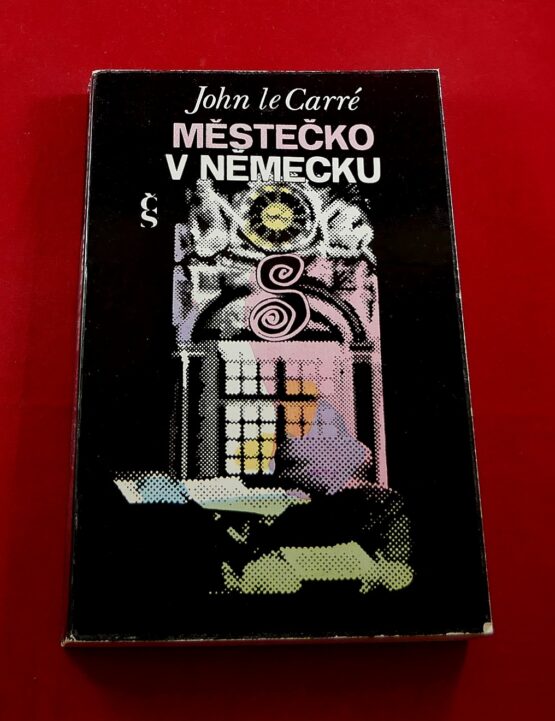 John le Carré
MĚSTEČKO
V NĚMECKU
čs